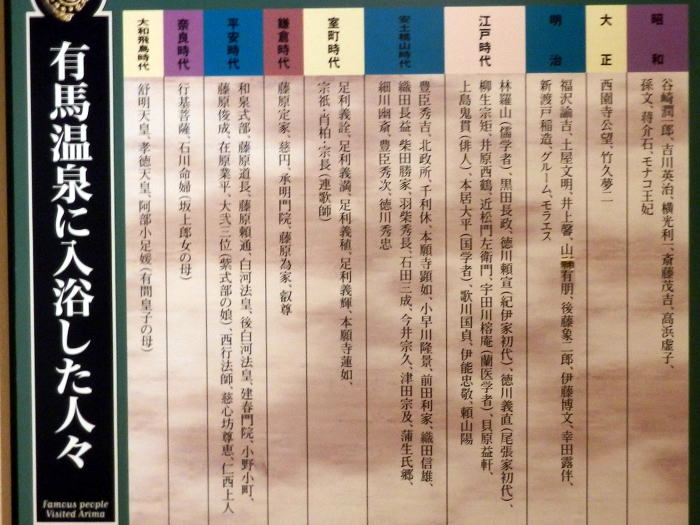 有馬温泉に入浴した人々
Famous people
Visited Arima
昭和
谷崎潤一郎、吉川英治、横光利一、斎藤茂吉、高浜虚子、
孫文、蒋介石、モナコ王妃
大正
西園寺公望、竹久夢二
明治
福沢諭吉、土屋文明、井上馨、山縣有朋、後藤象二郎、伊藤博文、幸田露伴、
新渡戸稲造、グルーム、モラエス
江戸時代
林羅山(儒学者)、黒田長政、徳川頼宣(紀伊家初代)、徳川義直(尾張家初代)、
柳生宗矩、井原西鶴、近松門左衛門、宇田川榕庵(蘭医学者)、貝原益軒、
上島鬼貫(俳人)、本居大平(国学者)、歌川国貞、伊能忠敬、頼山陽
安土桃山時代
豊臣秀吉、北政所、千利休、本願寺顕如、小早川隆景、前田利家、織田信雄、
織田長益、柴田勝家、羽柴秀長、石田三成、今井宗久、津田宗及、蒲生氏郷、
細川幽斎、豊臣秀次、徳川秀忠
室町時代
足利義詮、足利義満、足利義稙、足利義輝、本願寺蓮如、
宗祇・肖柏・宗長(連歌師)
鎌倉時代
藤原定家、慈円、承明門院、藤原為家、叡尊
平安時代
和泉式部、藤原道長、藤原頼通、白河法皇、後白河法皇、建春門院、小野小町、
藤原俊成、在原業平、大弐三位(紫式部の娘)、西行法師、慈心坊尊恵、仁西上人
奈良時代
行基菩薩、石川命婦(坂上郎女の母)
大和飛鳥時代
舒明天皇、孝徳天皇、阿部小足媛(有間皇子の母)